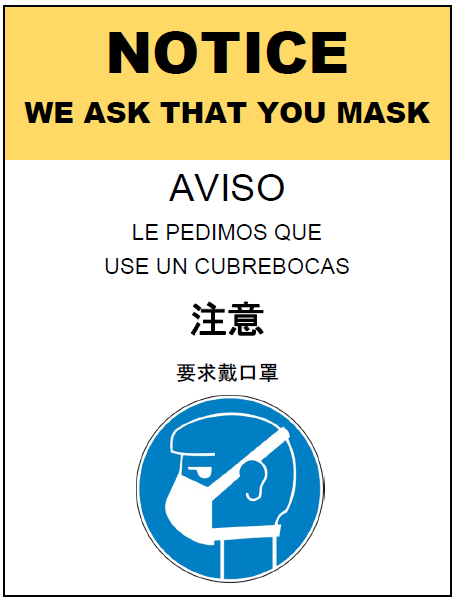 NOTICE
WE ASK THAT YOU MASK
AVISO
LE PEDIMOS QUE
USE UN CUBREBOCAS
注意
要求戴口罩